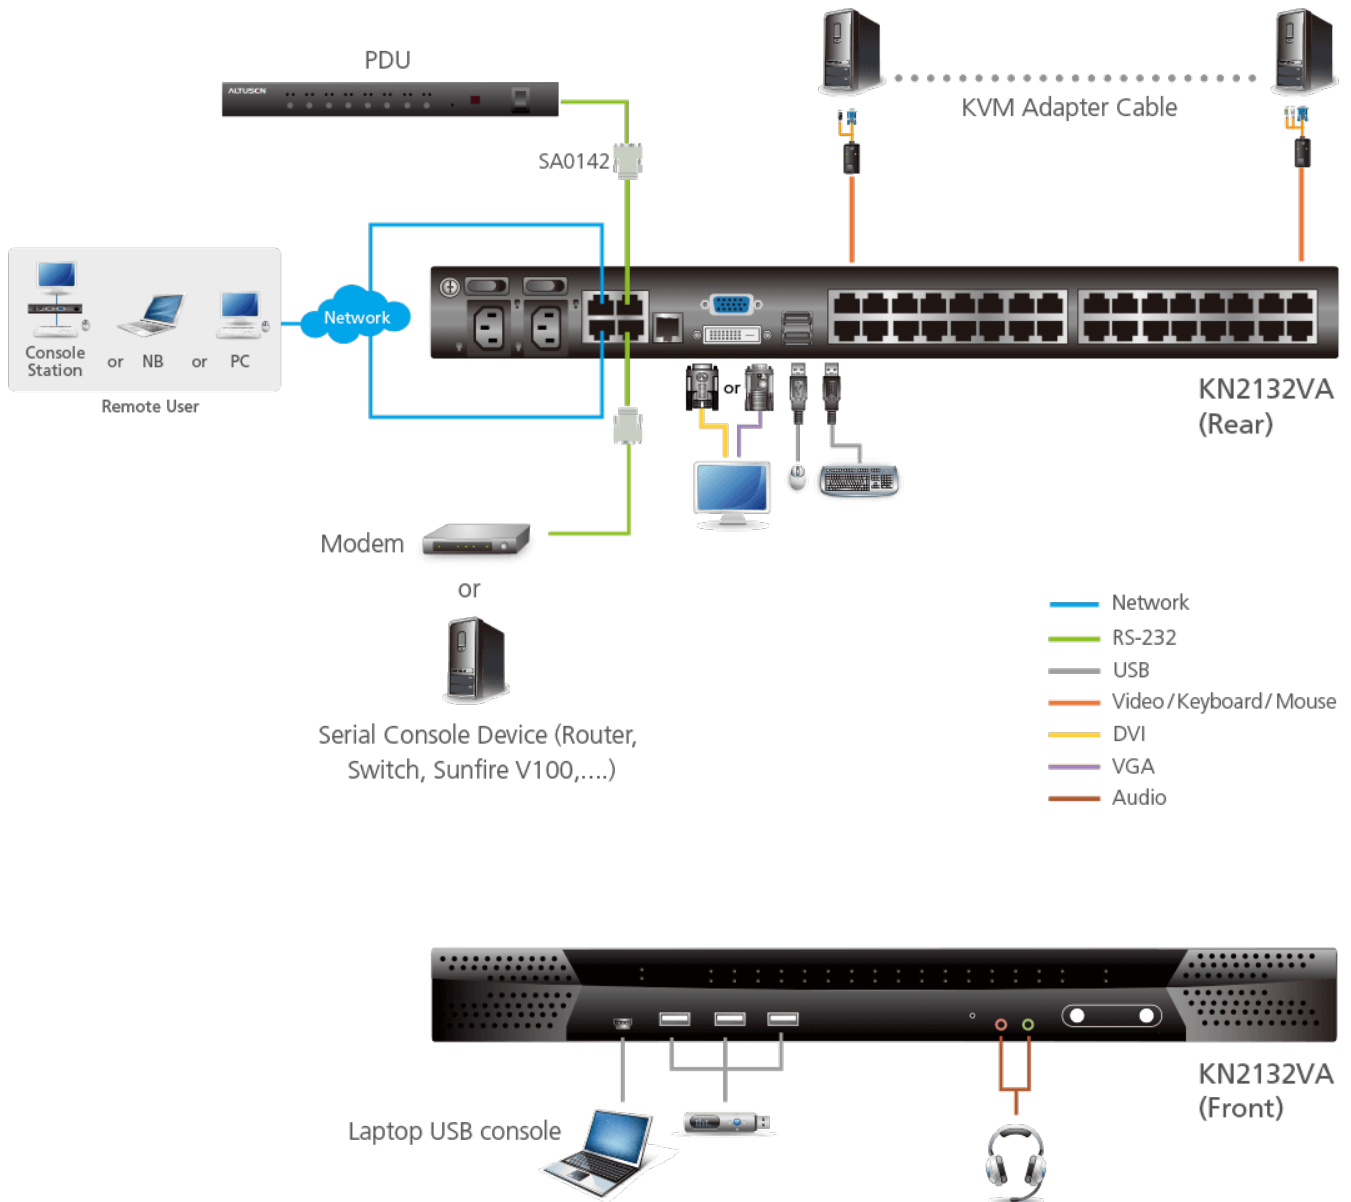 PDU
ALTUSCN
KVM Adapter Cable
SA0142
Network
Console
Station
or
NB
or
PC
Remote User
KN2132VA
(Rear)
or
Modem
or
Serial Console Device (Router,
Switch, Sunfire V100,....)
Network
RS-232
USB
Video/Keyboard/Mouse
DVI
VGA
Audio
KN2132VA
(Front)
Laptop USB console